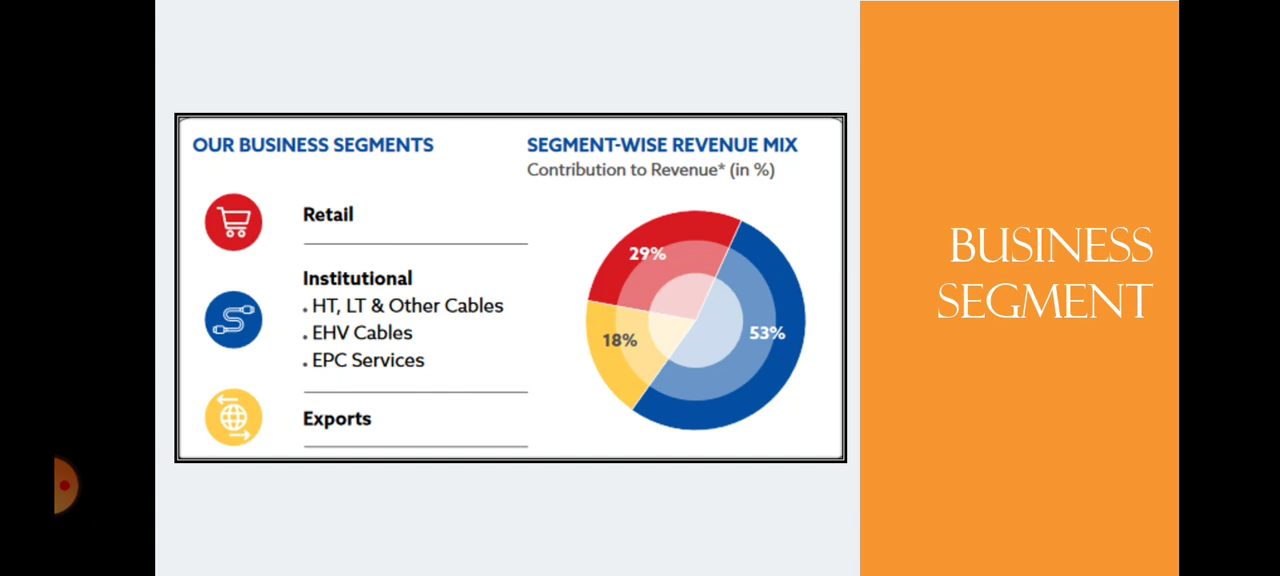 OUR BUSINESS SEGMENTS
Retail
Institutional
. HT, LT & Other Cables
. EHV Cables
. EPC Services
Exports
SEGMENT-WISE REVENUE MIX
Contribution to Revenue* (in %)
29%
53%
18%
BUSINESS
SEGMENT